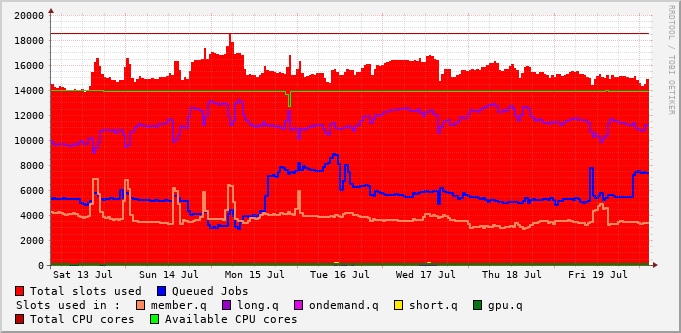 20000
18000
16000
14000
12000
10000
8000
6000
4000
2000
0
Sat 13 Jul Sun 14 Jul Mon 15 Jul Tue 16 Jul Wed 17 Jul Thu 18 Jul Fri 19 Jul
Total slots used Queued Jobs
Slots used in : member.q long.q ondemand.q short.q gpu.q
Total CPU cores Available CPU cores
RRDTOOL / TOBI OETIKER